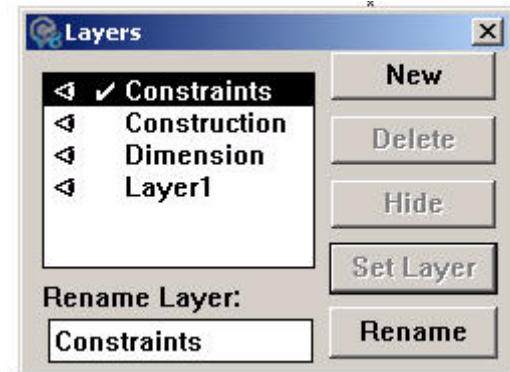 Layers
✓ Constraints
Construction
Dimension
Layer1
New
Delete
Hide
Set Layer
Rename Layer:
Constraints
Rename